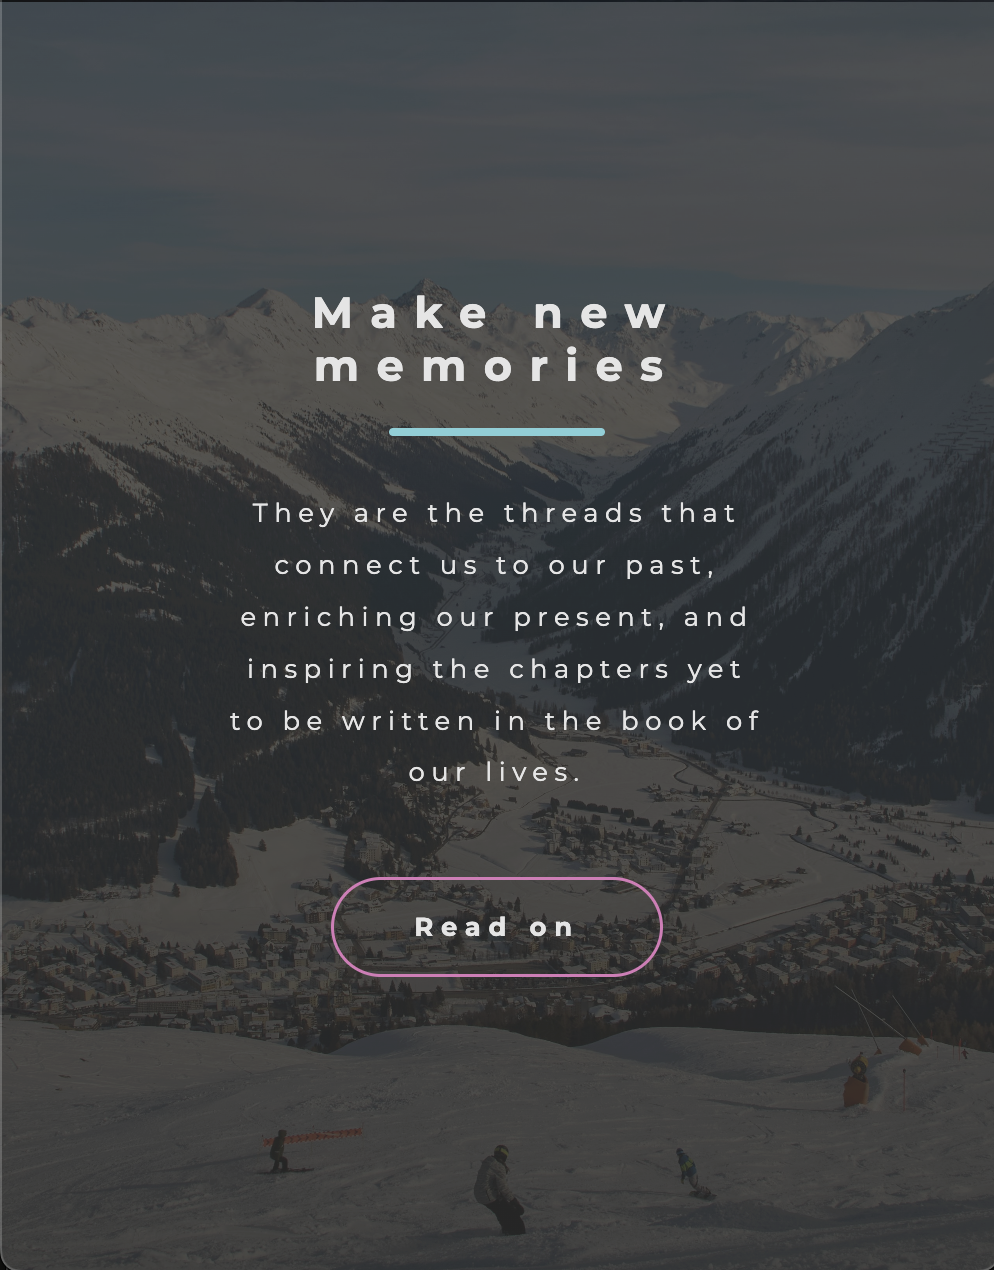 Make new
memories
They are the threads that
connect us to our past,
enriching our present, and
inspiring the chapters yet
to be written in the book of
our lives.
Read on